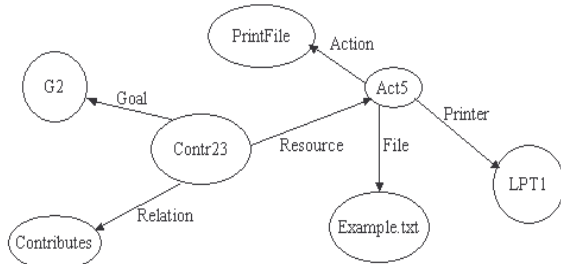 PrintFile
Action
G2
Act5
Goal
Printer
Contr23
Resource
File
LPT1
Relation
Example.txt
Contributes